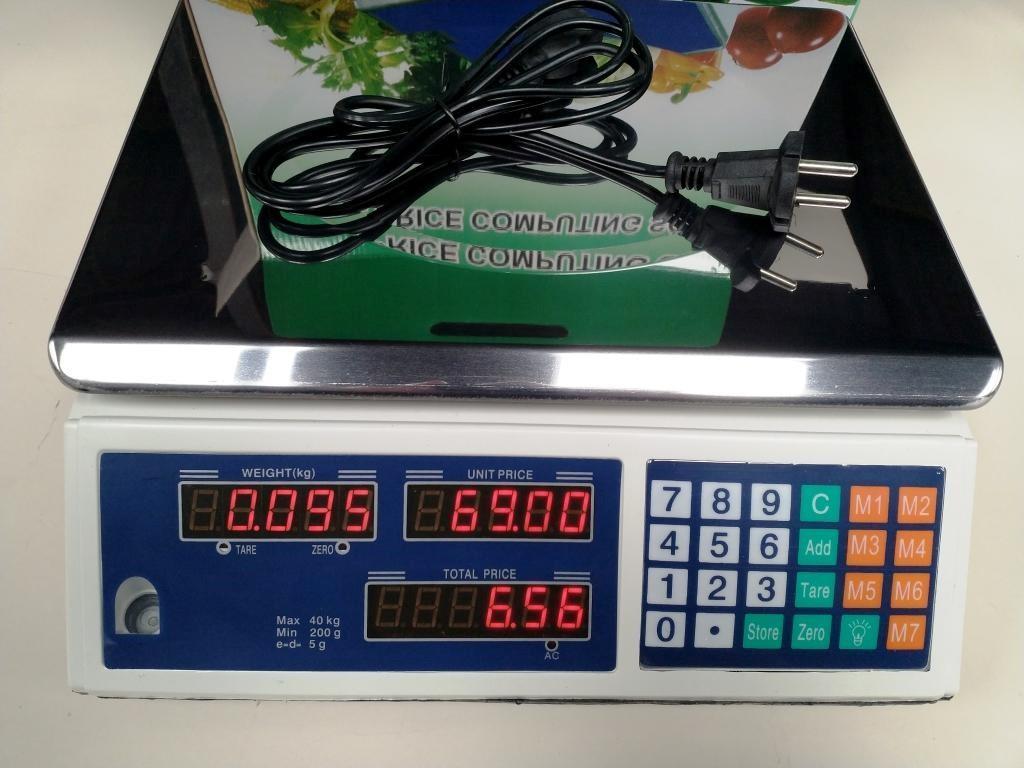 PRICE COMPUTING
RICE COMPUTING
WEIGHT(kg)
UNIT PRICE
0.095
69.00
TARE
ZERO
TOTAL PRICE
6.56
Max 40 kg
Min 200 g
e=d= 5 g
AC
7 8 9 C M1 M2
4 5 6 Add M3 M4
1 2 3 Tare M5 M6
0 . Store Zero M7